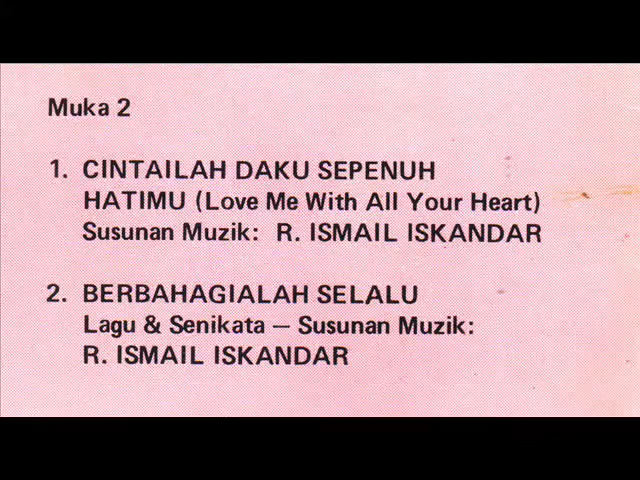 Muka 2
1. CINTAILAH DAKU SEPENUH
HATIMU (Love Me With All Your Heart)
Susunan Muzik: R. ISMAIL ISKANDAR
2. BERBAHAGIALAH SELALU
Lagu & Senikata — Susunan Muzik:
R. ISMAIL ISKANDAR